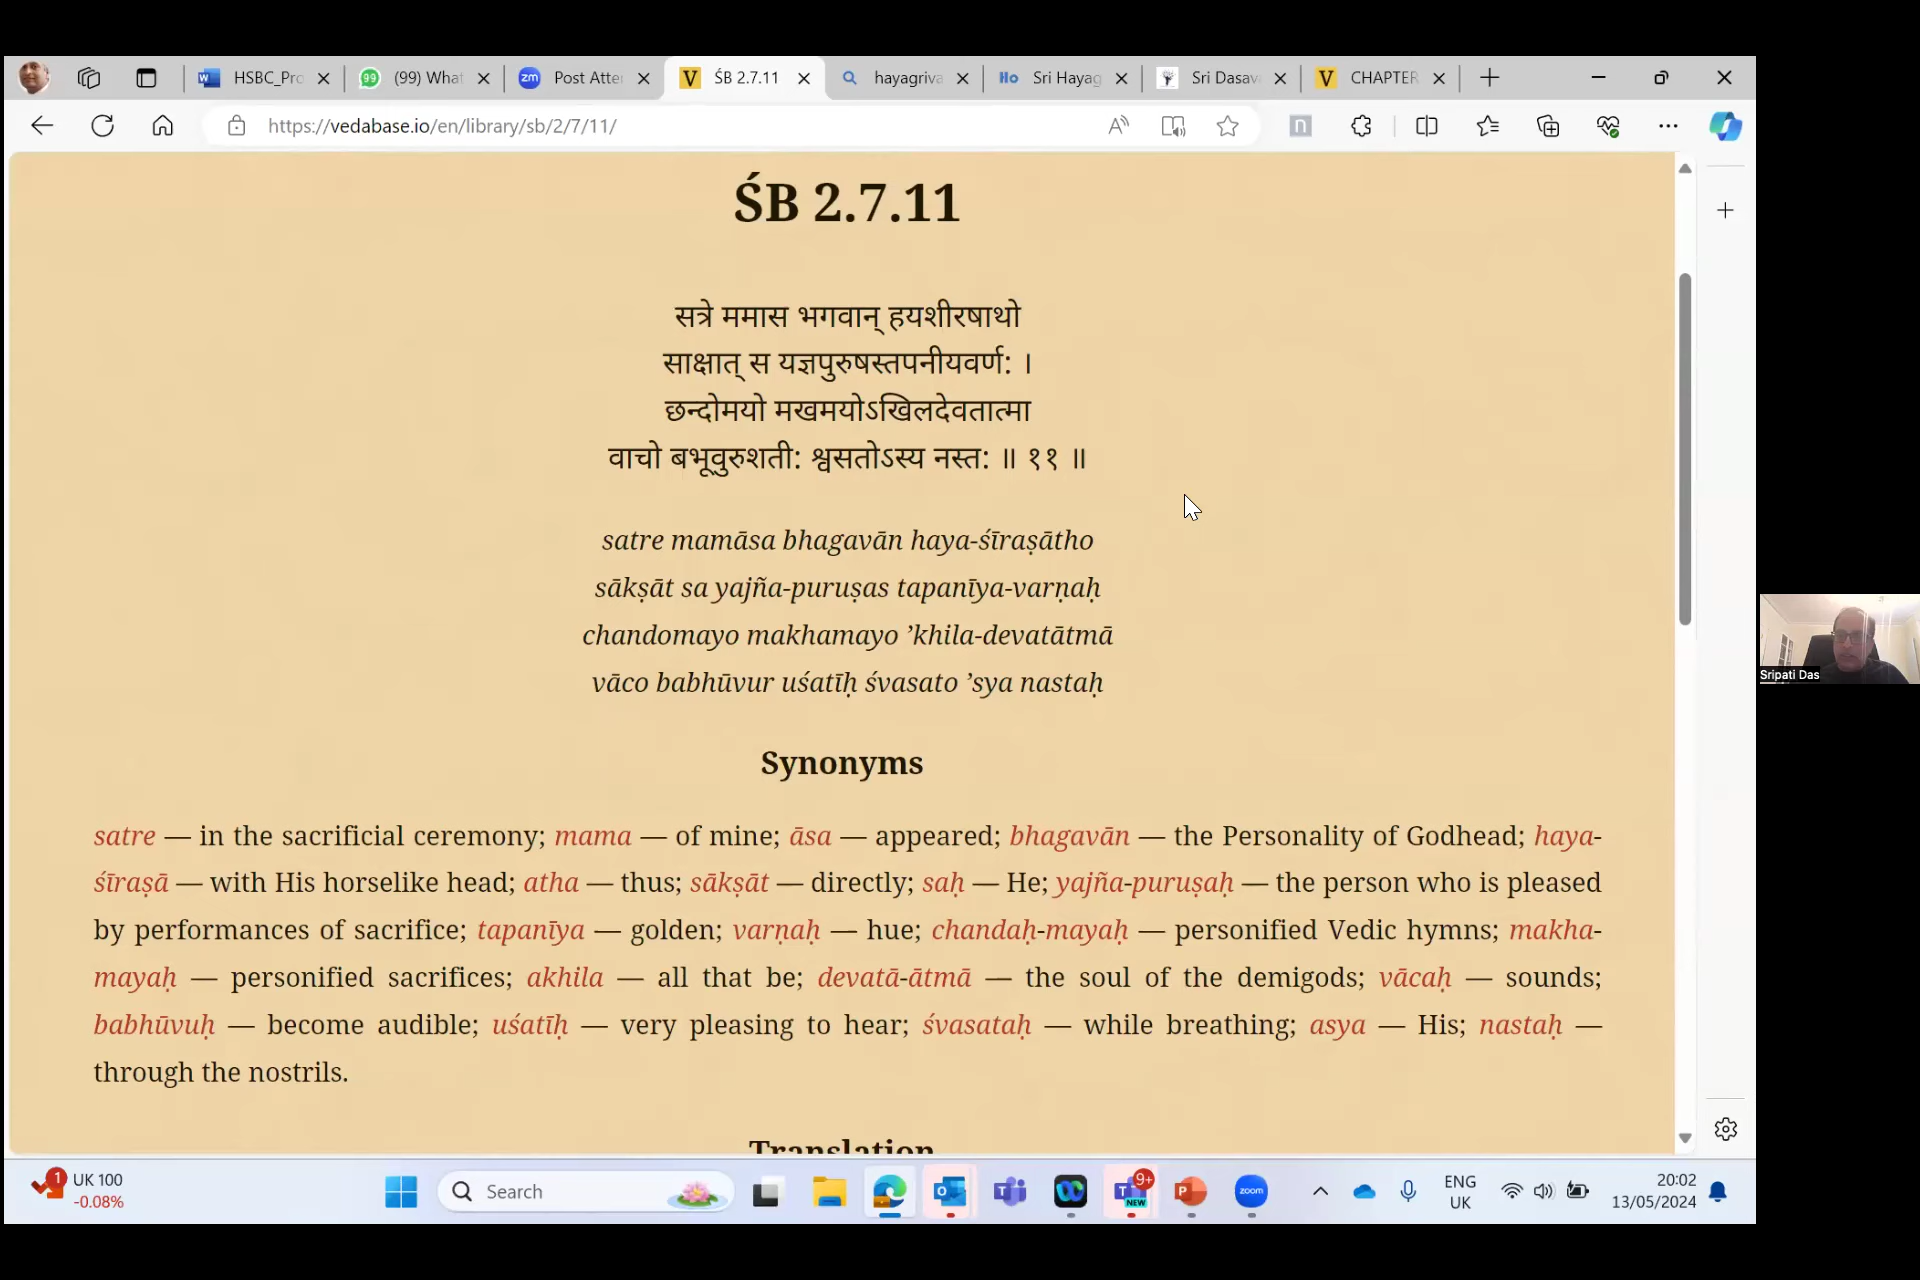 HSBC_Pro
(99) What
Post Atte
ŚB 2.7.11
hayagriva
Sri Hayag
Sri Dasav
CHAPTER
https://vedabase.io/en/library/sb/2/7/11/
ŚB 2.7.11
सत्रे ममास भगवान् हयशीरषाथो
साक्षात् स यज्ञपुरुषस्तपनीयवर्ण: ।
छन्दोमयो मखमयोऽखिलदेवतात्मा
वाचो बभूवुरुशती: श्वसतोऽस्य नस्त: ॥ ११ ॥
satre mamāsa bhagavān haya-śīraṣātho
sākṣāt sa yajña-puruṣas tapanīya-varṇaḥ
chandomayo makhamayo ’khila-devatātmā
vāco babhūvur uśatīḥ śvasato ’sya nastaḥ
Synonyms
satre — in the sacrificial ceremony; mama — of mine; āsa — appeared; bhagavān — the Personality of Godhead; haya-
śīraṣā — with His horselike head; atha — thus; sākṣāt — directly; saḥ — He; yajña-puruṣaḥ — the person who is pleased
by performances of sacrifice; tapanīya — golden; varṇaḥ — hue; chandaḥ-mayaḥ — personified Vedic hymns; makha-
mayaḥ — personified sacrifices; akhila — all that be; devatā-ātmā — the soul of the demigods; vācaḥ — sounds;
babhūvuḥ — become audible; uśatīḥ — very pleasing to hear; śvasataḥ — while breathing; asya — His; nastaḥ —
through the nostrils.
Translation
Sripati Das
1
UK 100
-0.08%
Search
9+
NEW
zoom
ENG
UK
20:02
13/05/2024